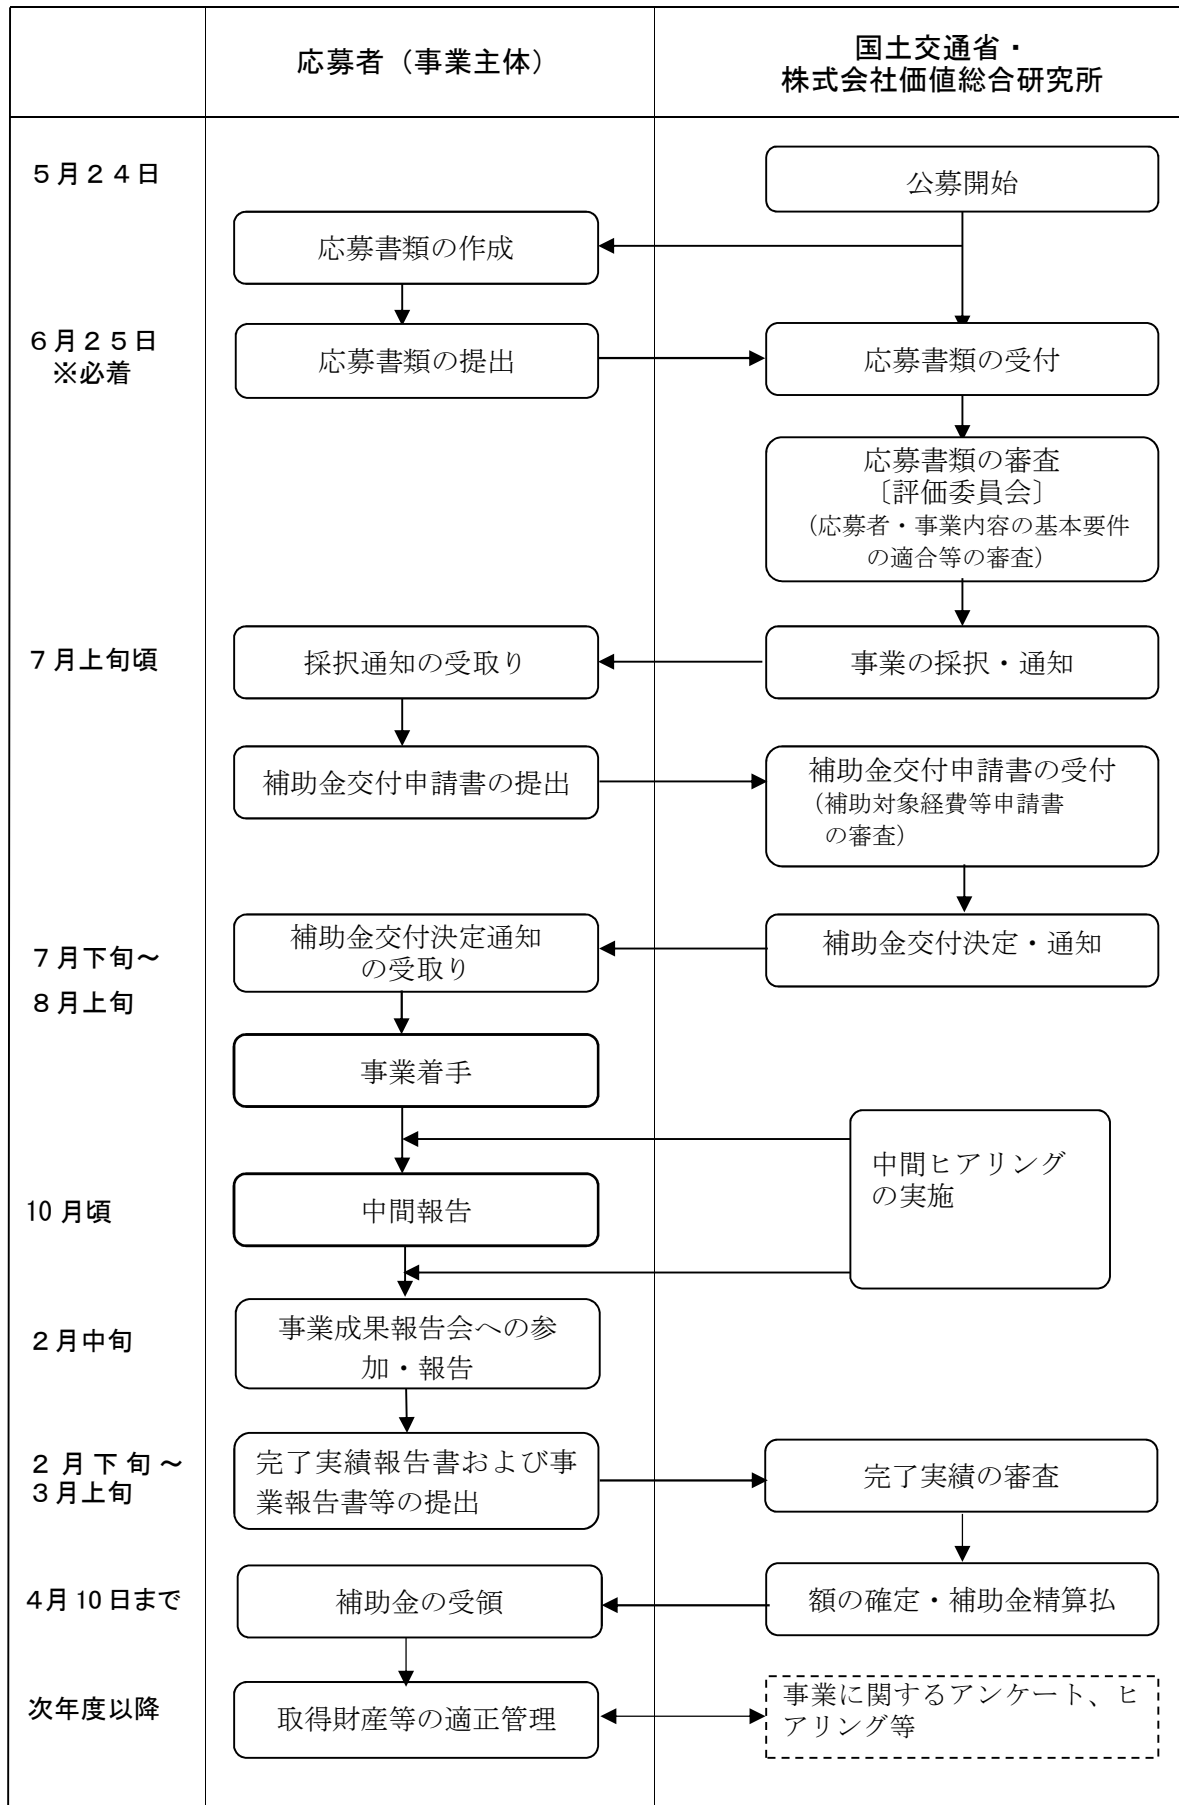 応募者（事業主体）
国土交通省・
株式会社価値総合研究所
５月２４日
公募開始
応募書類の作成
６月２５日
※必着
応募書類の提出
応募書類の受付
応募書類の審査
〔評価委員会〕
（応募者・事業内容の基本要件
の適合等の審査）
７月上旬頃
採択通知の受取り
事業の採択・通知
補助金交付申請書の提出
補助金交付申請書の受付
（補助対象経費等申請書
の審査）
７月下旬～
８月上旬
補助金交付決定通知
の受取り
補助金交付決定・通知
事業着手
中間ヒアリング
の実施
10月頃
中間報告
２月中旬
事業成果報告会への参
加・報告
２月下旬～
３月上旬
完了実績報告書および事
業報告書等の提出
完了実績の審査
４月10日まで
補助金の受領
額の確定・補助金精算払
次年度以降
取得財産等の適正管理
事業に関するアンケート、ヒ
アリング等